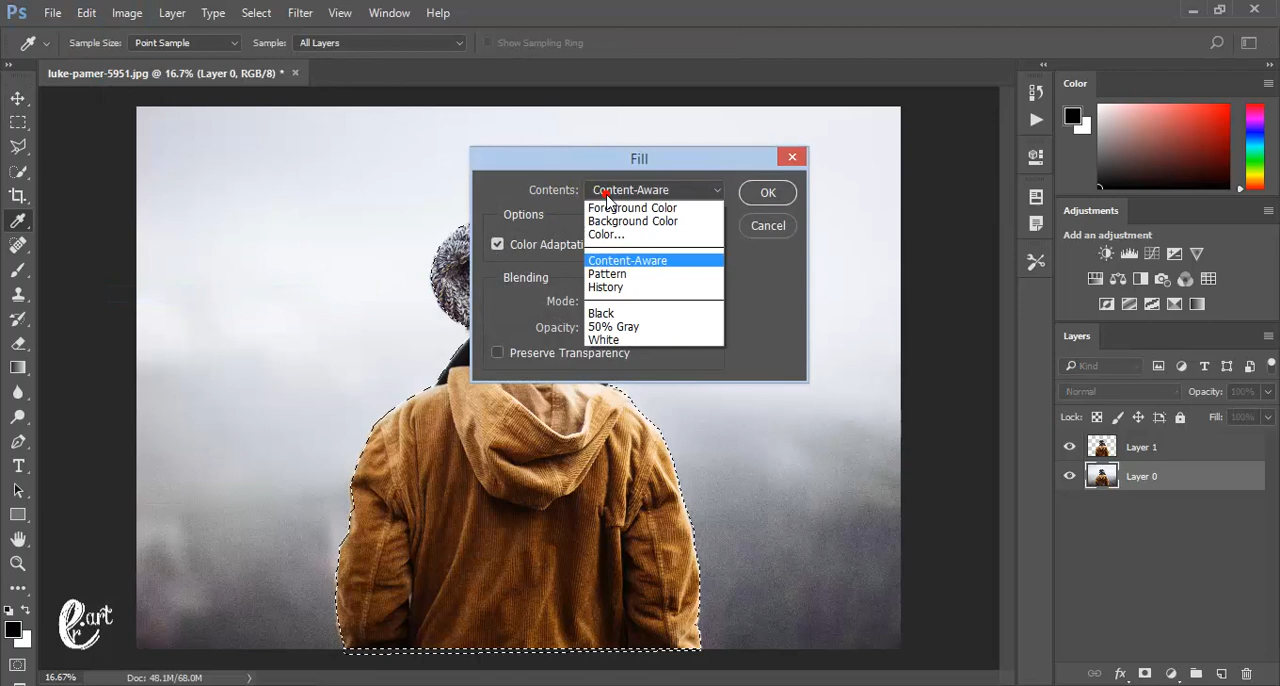 Ps File Edit Image Layer Type Select Filter View Window Help
Sample Size: Point Sample Sample: All Layers Show Sampling Ring
luke-pamer-5951.jpg @ 16.7% (Layer 0, RGB/8) *
Color
Fill
Contents: Content-Aware OK
Foreground Color
Options Background Color Cancel
Color...
Color Adaptati
Content-Aware
Blending Pattern
History
Mode:
Black
Opacity: 50% Gray
White
Preserve Transparency
Adjustments
Add an adjustment
Layers
Kind
Normal Opacity: 100%
Lock: Fill: 100%
Layer 1
Layer 0
16.67% Doc: 48.1M/68.0M